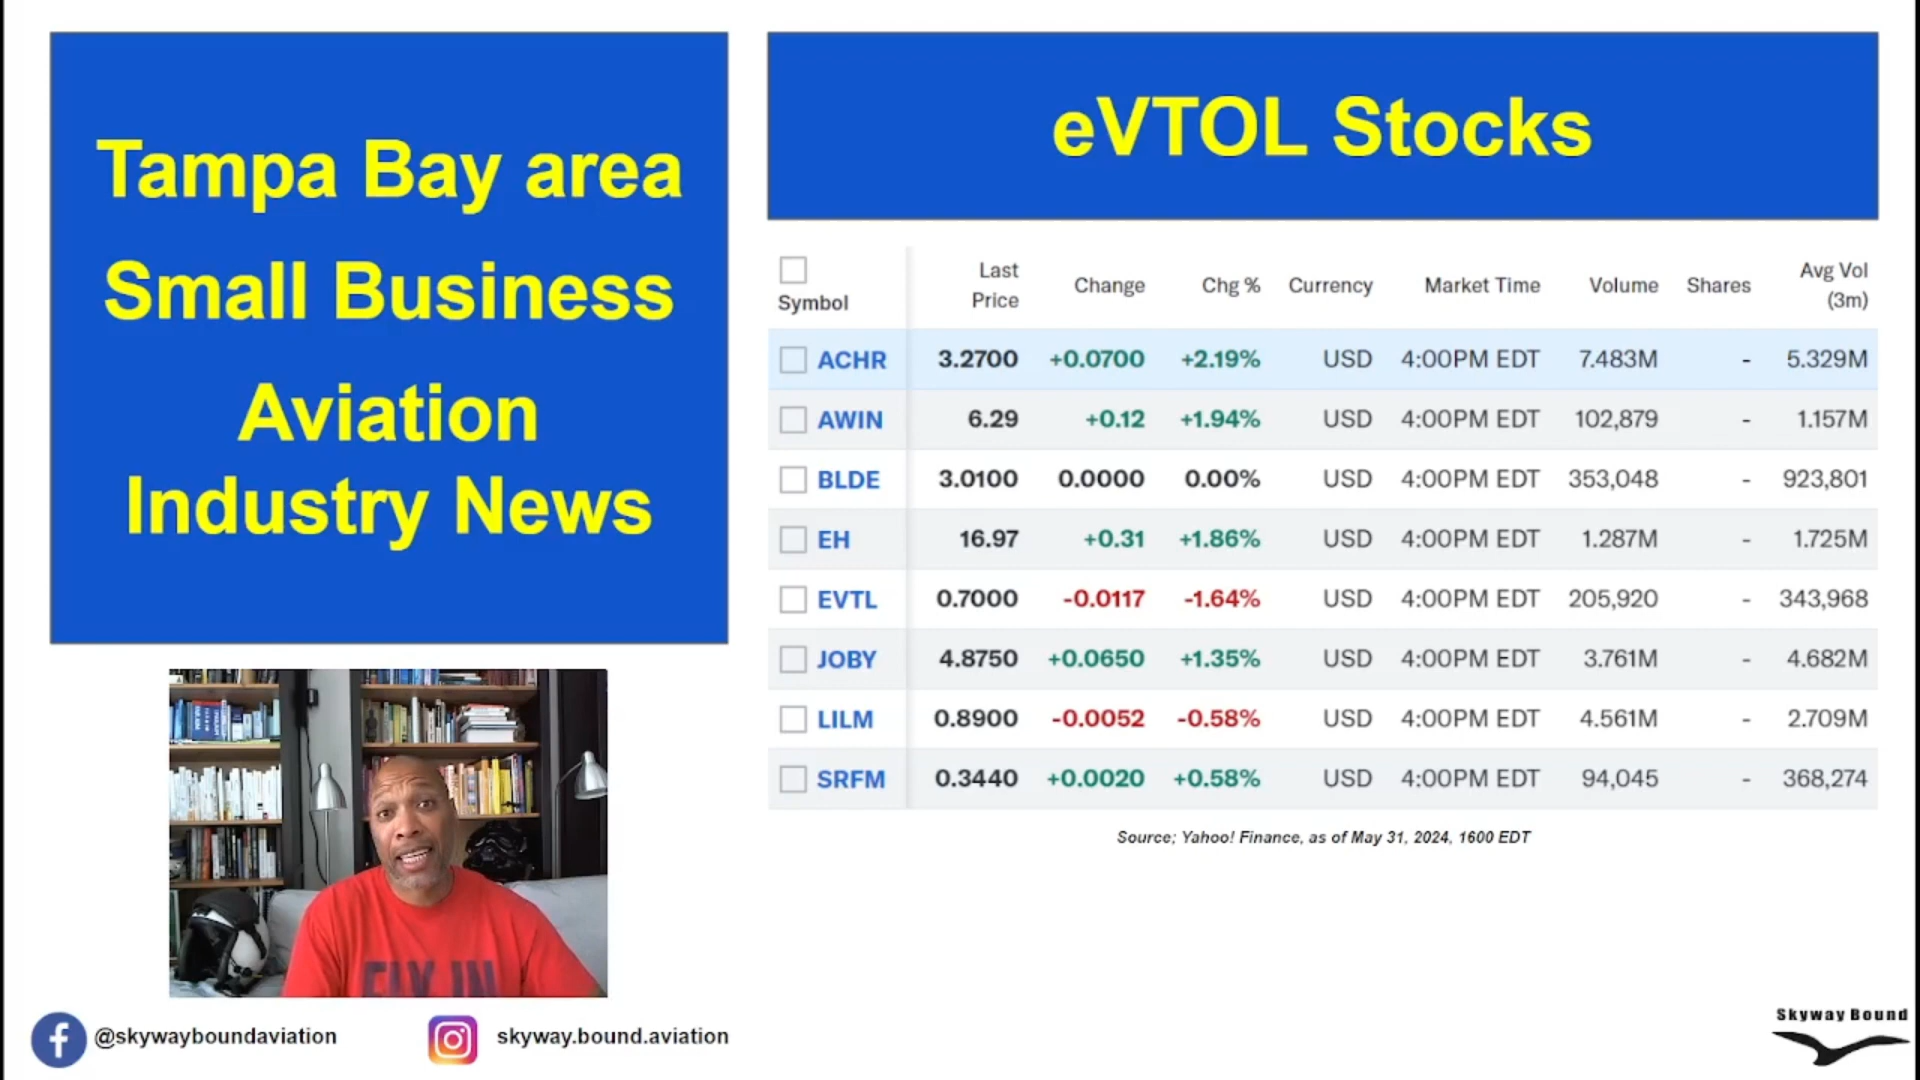 Tampa Bay area
Small Business
Aviation
Industry News
eVTOL Stocks
Symbol Last Price Change Chg % Currency Market Time Volume Shares Avg Vol (3m)
ACHR 3.2700 +0.0700 +2.19% USD 4:00PM EDT 7.483M - 5.329M
AWIN 6.29 +0.12 +1.94% USD 4:00PM EDT 102,879 - 1.157M
BLDE 3.0100 0.0000 0.00% USD 4:00PM EDT 353,048 - 923,801
EH 16.97 +0.31 +1.86% USD 4:00PM EDT 1.287M - 1.725M
EVTL 0.7000 -0.0117 -1.64% USD 4:00PM EDT 205,920 - 343,968
JOBY 4.8750 +0.0650 +1.35% USD 4:00PM EDT 3.761M - 4.682M
LILM 0.8900 -0.0052 -0.58% USD 4:00PM EDT 4.561M - 2.709M
SRFM 0.3440 +0.0020 +0.58% USD 4:00PM EDT 94,045 - 368,274
Source; Yahoo! Finance, as of May 31, 2024, 1600 EDT
FLY IN
@skywayboundaviation
skyway.bound.aviation
Skyway Bound